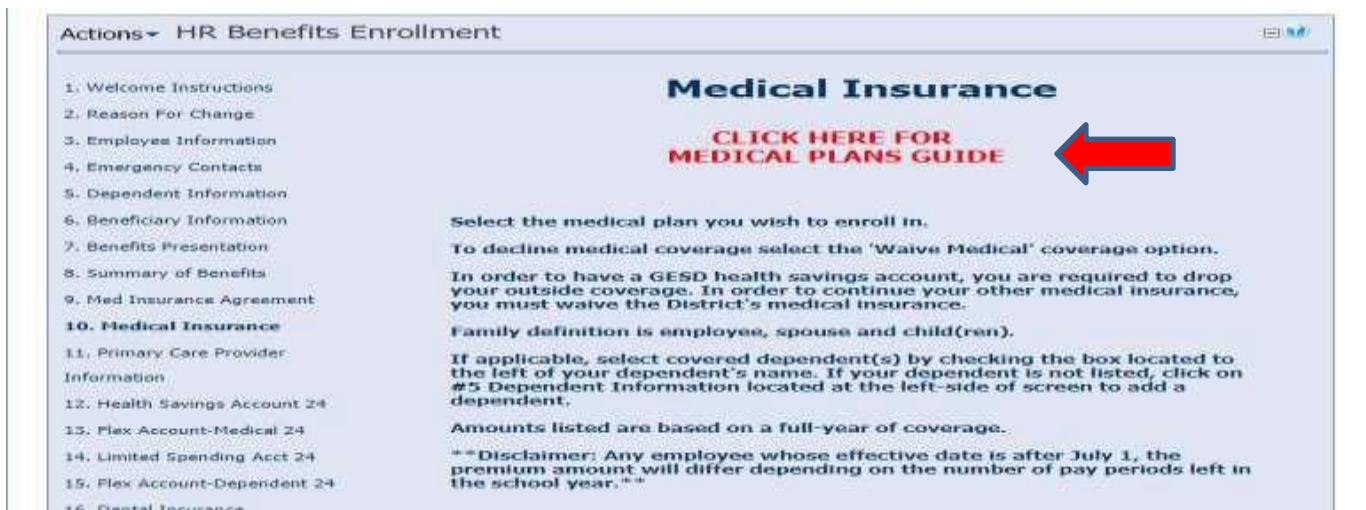 Actions HR Benefits Enrollment
1. Welcome Instructions
2. Reason For Change
3. Employee Information
4. Emergency Contacts
5. Dependent Information
6. Beneficiary Information
7. Benefits Presentation
8. Summary of Benefits
9. Med Insurance Agreement
10. Medical Insurance
11. Primary Care Provider
Information
12. Health Savings Account 24
13. Flex Account-Medical 24
14. Limited Spending Acct 24
15. Flex Account-Dependent 24
16. Dental Insurance
Medical Insurance
CLICK HERE FOR
MEDICAL PLANS GUIDE
Select the medical plan you wish to enroll in.
To decline medical coverage select the 'Waive Medical' coverage option.
In order to have a GESD health savings account, you are required to drop
your outside coverage. In order to continue your other medical insurance,
you must waive the District's medical insurance.
Family definition is employee, spouse and child(ren).
If applicable, select covered dependent(s) by checking the box located to
the left of your dependent's name. If your dependent is not listed, click on
#5 Dependent Information located at the left-side of screen to add a
dependent.
Amounts listed are based on a full-year of coverage.
**Disclaimer: Any employee whose effective date is after July 1, the
premium amount will differ depending on the number of pay periods left in
the school year.**